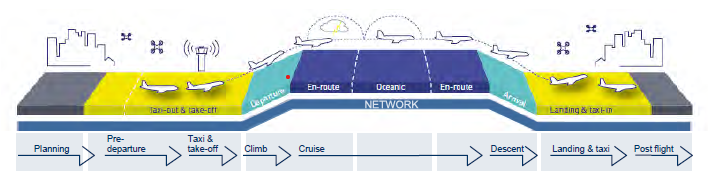 Taxi-out & take-off
Departure
En-route
Oceanic
En-route
Arrival
Landing & taxi-in
NETWORK
Planning
Pre-
departure
Taxi &
take-off
Climb
Cruise
Descent
Landing & taxi
Post flight